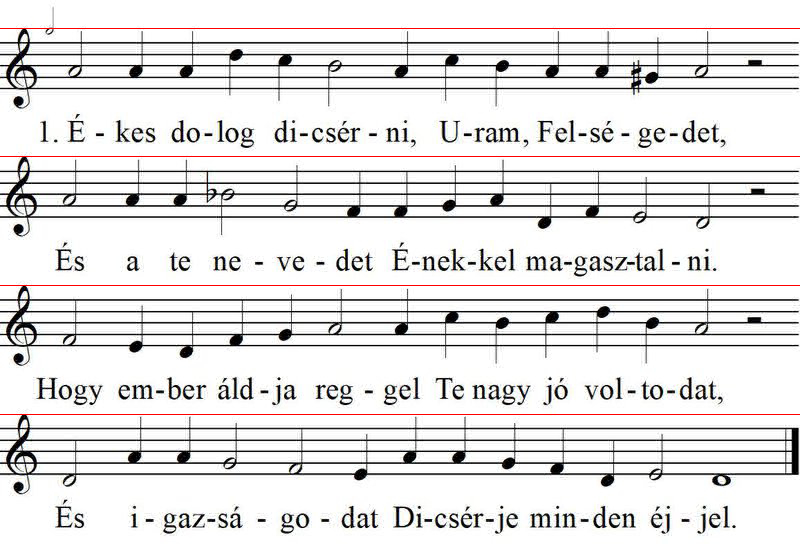 1. É - kes do-log di-csér - ni, U-ram, Fel-sé - ge-det,
És a te ne - ve - det É-nek-kel ma-gasz-tal - ni.
Hogy em-ber áld - ja reg - gel Te nagy jó vol-to-dat,
És i - gaz-sá - go - dat Di-csér-je min-den éj - jel.